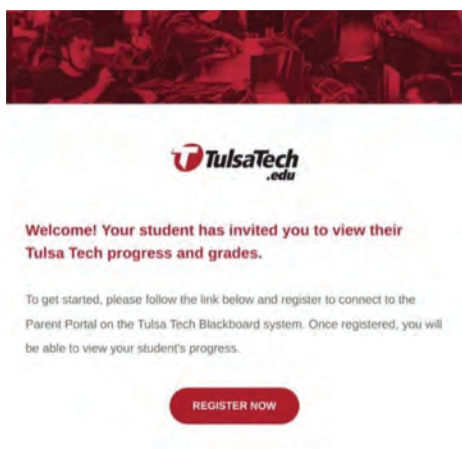 TulsaTech
.edu
Welcome! Your student has invited you to view their
Tulsa Tech progress and grades.
To get started, please follow the link below and register to connect to the
Parent Portal on the Tulsa Tech Blackboard system. Once registered, you will
be able to view your student's progress.
REGISTER NOW